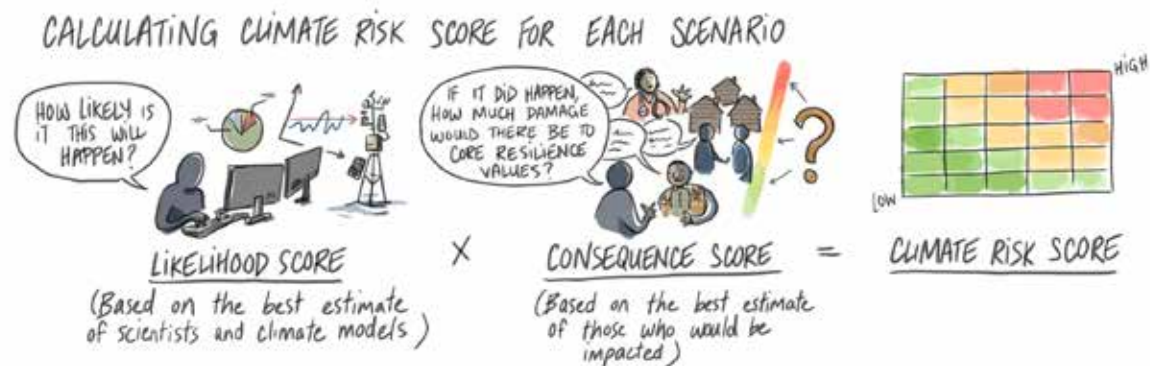 CALCULATING CLIMATE RISK SCORE FOR EACH SCENARIO
HOW LIKELY IS
IT THIS WILL
HAPPEN?
IF IT DID HAPPEN,
HOW MUCH DAMAGE
WOULD THERE BE TO
CORE RESILIENCE
VALUES?
?
HIGH
LOW
LIKELIHOOD SCORE
X
CONSEQUENCE SCORE
=
CLIMATE RISK SCORE
(Based on the best estimate
of scientists and climate models)
(Based on the best estimate
of those who would be
impacted)